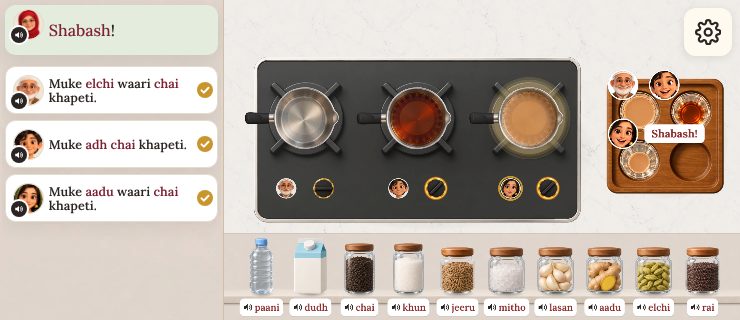 Shabash!
Muke elchi waari chai
khapeti.
Muke adh chai khapeti.
Muke aadu waari chai
khapeti.
Shabash!
paani
dudh
chai
khun
jeeru
mitho
lasan
aadu
elchi
rai